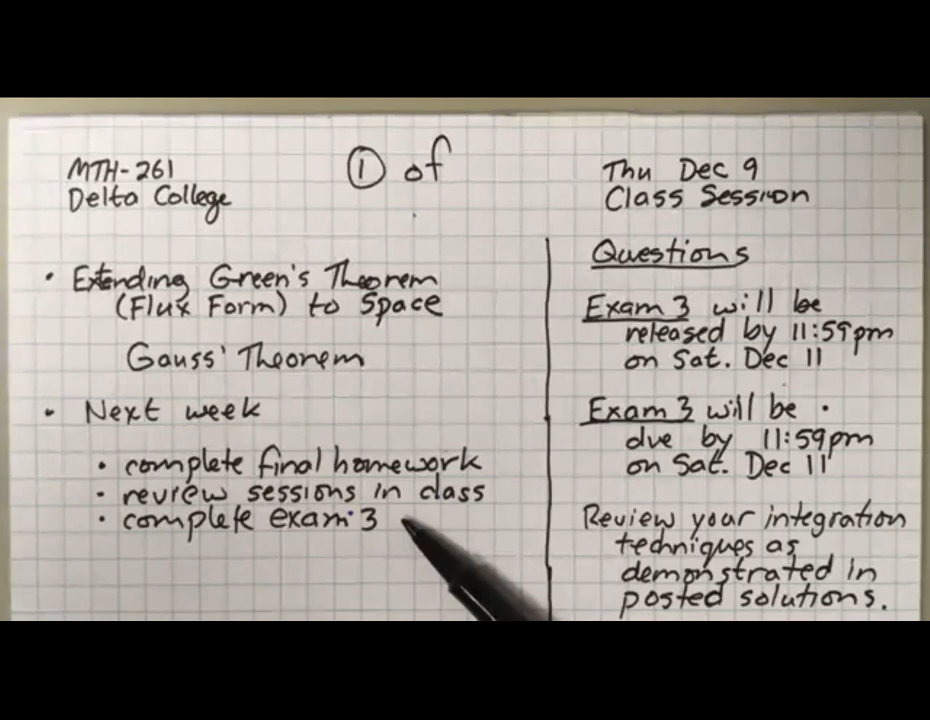 MTH-261
Delta College
① of
Thu Dec 9
Class Session
• Extending Green's Theorem
(Flux Form) to Space
Gauss' Theorem
• Next week
• complete final homework
• review sessions in class
• complete exam 3
Questions
Exam 3 will be
released by 11:59pm
on Sat. Dec 11
Exam 3 will be
due by 11:59pm
on Sat. Dec 11
Review your integration
techniques as
demonstrated in
posted solutions.